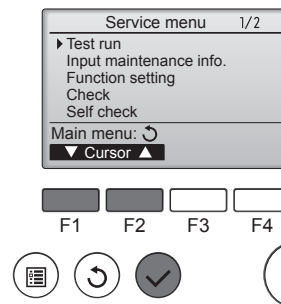 Service menu 1/2
Test run
Input maintenance info.
Function setting
Check
Self check
Main menu:
Cursor
F1 F2 F3 F4